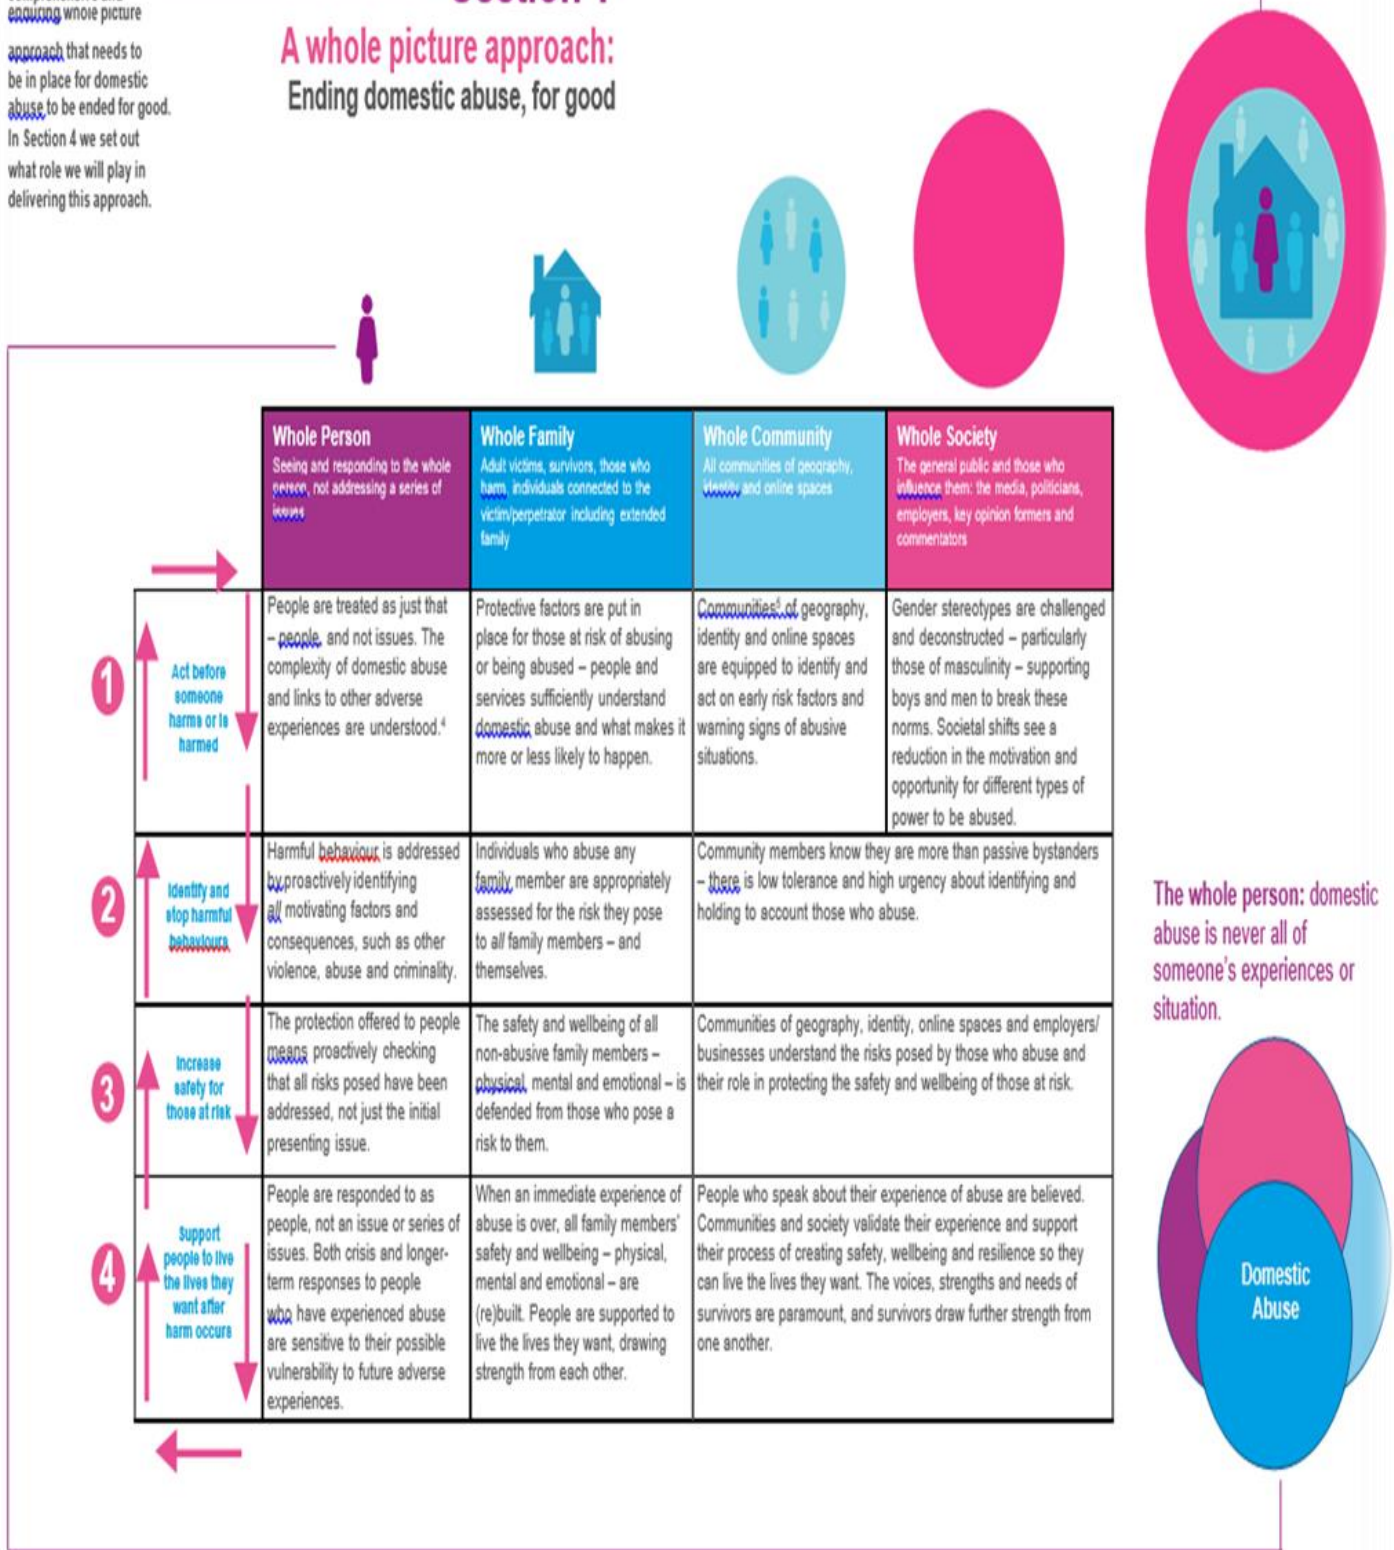 enduring whole picture
approach that needs to
be in place for domestic
abuse to be ended for good.
In Section 4 we set out
what role we will play in
delivering this approach.
A whole picture approach:
Ending domestic abuse, for good
Whole Person
Seeing and responding to the whole
person, not addressing a series of
issues
Whole Family
Adult victims, survivors, those who
harm, individuals connected to the
victim/perpetrator including extended
family
Whole Community
All communities of geography,
identity and online spaces
Whole Society
The general public and those who
influence them: the media, politicians,
employers, key opinion formers and
commentators
1
Act before
someone
harms or is
harmed
People are treated as just that
– people, and not issues. The
complexity of domestic abuse
and links to other adverse
experiences are understood.4
Protective factors are put in
place for those at risk of abusing
or being abused – people and
services sufficiently understand
domestic abuse and what makes it
more or less likely to happen.
Communities5 of geography,
identity and online spaces
are equipped to identify and
act on early risk factors and
warning signs of abusive
situations.
Gender stereotypes are challenged
and deconstructed – particularly
those of masculinity – supporting
boys and men to break these
norms. Societal shifts see a
reduction in the motivation and
opportunity for different types of
power to be abused.
2
Identify and
stop harmful
behaviours
Harmful behaviour is addressed
by proactively identifying
all motivating factors and
consequences, such as other
violence, abuse and criminality.
Individuals who abuse any
family member are appropriately
assessed for the risk they pose
to all family members – and
themselves.
Community members know they are more than passive bystanders
– there is low tolerance and high urgency about identifying and
holding to account those who abuse.
3
Increase
safety for
those at risk
The protection offered to people
means proactively checking
that all risks posed have been
addressed, not just the initial
presenting issue.
The safety and wellbeing of all
non-abusive family members –
physical, mental and emotional – is
defended from those who pose a
risk to them.
Communities of geography, identity, online spaces and employers/
businesses understand the risks posed by those who abuse and
their role in protecting the safety and wellbeing of those at risk.
4
Support
people to live
the lives they
want after
harm occurs
People are responded to as
people, not an issue or series of
issues. Both crisis and longer-
term responses to people
who have experienced abuse
are sensitive to their possible
vulnerability to future adverse
experiences.
When an immediate experience of
abuse is over, all family members'
safety and wellbeing – physical,
mental and emotional – are
(re)built. People are supported to
live the lives they want, drawing
strength from each other.
People who speak about their experience of abuse are believed.
Communities and society validate their experience and support
their process of creating safety, wellbeing and resilience so they
can live the lives they want. The voices, strengths and needs of
survivors are paramount, and survivors draw further strength from
one another.
The whole person: domestic
abuse is never all of
someone's experiences or
situation.
Domestic
Abuse